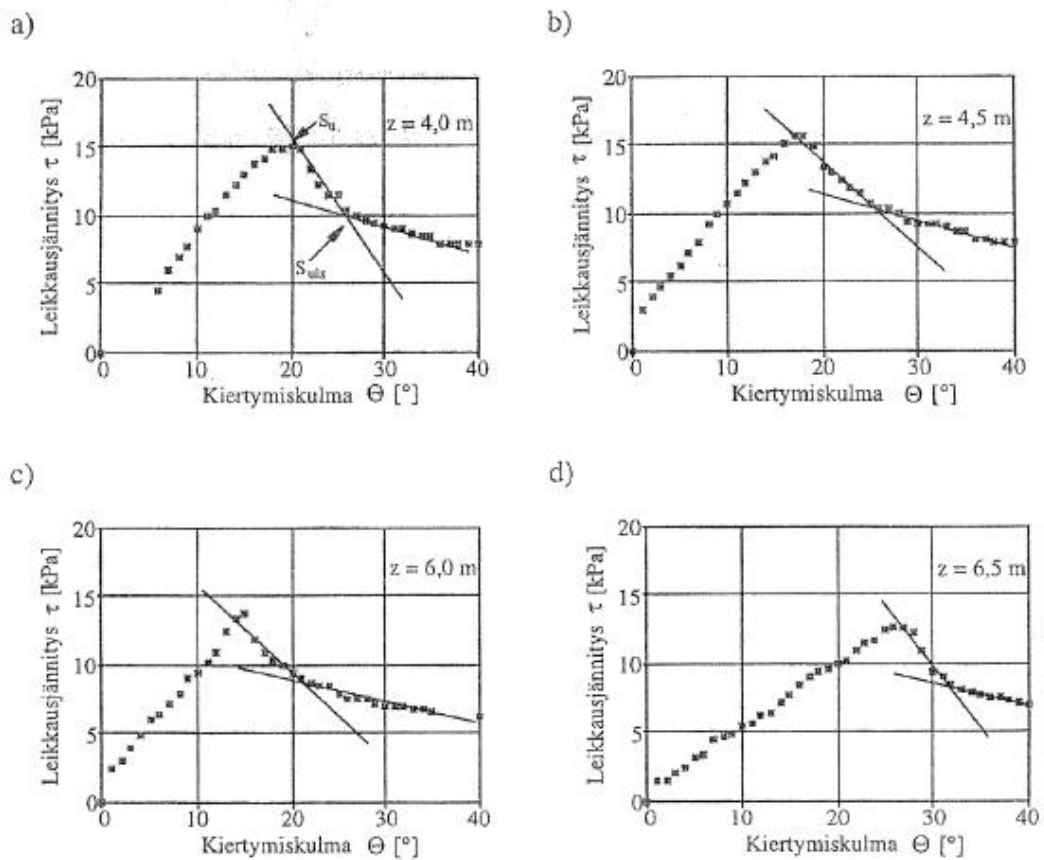 a)
20
15
10
5
0
Leikkausjännitys τ [kPa]
S_u
z = 4,0 m
S_uls
0 10 20 30 40
Kiertymiskulma Θ [°]
b)
20
15
10
5
0
Leikkausjännitys τ [kPa]
z = 4,5 m
0 10 20 30 40
Kiertymiskulma Θ [°]
c)
20
15
10
5
0
Leikkausjännitys τ [kPa]
z = 6,0 m
0 10 20 30 40
Kiertymiskulma Θ [°]
d)
20
15
10
5
0
Leikkausjännitys τ [kPa]
z = 6,5 m
0 10 20 30 40
Kiertymiskulma Θ [°]